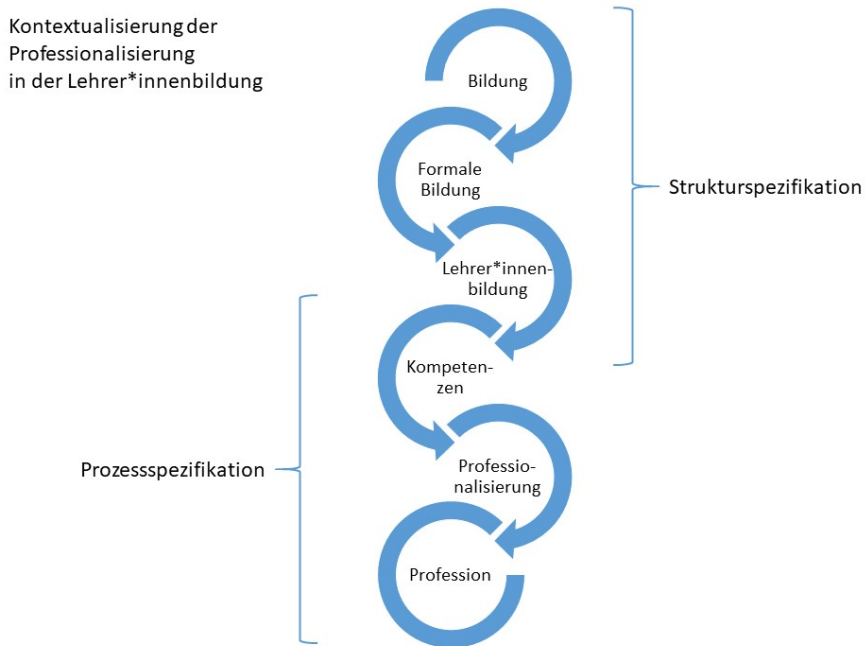 Kontextualisierung der
Professionalisierung
in der Lehrer*innenbildung
Bildung
Formale
Bildung
Strukturspezifikation
Lehrer*innen-
bildung
Kompeten-
zen
Prozessspezifikation
Professio-
nalisierung
Profession